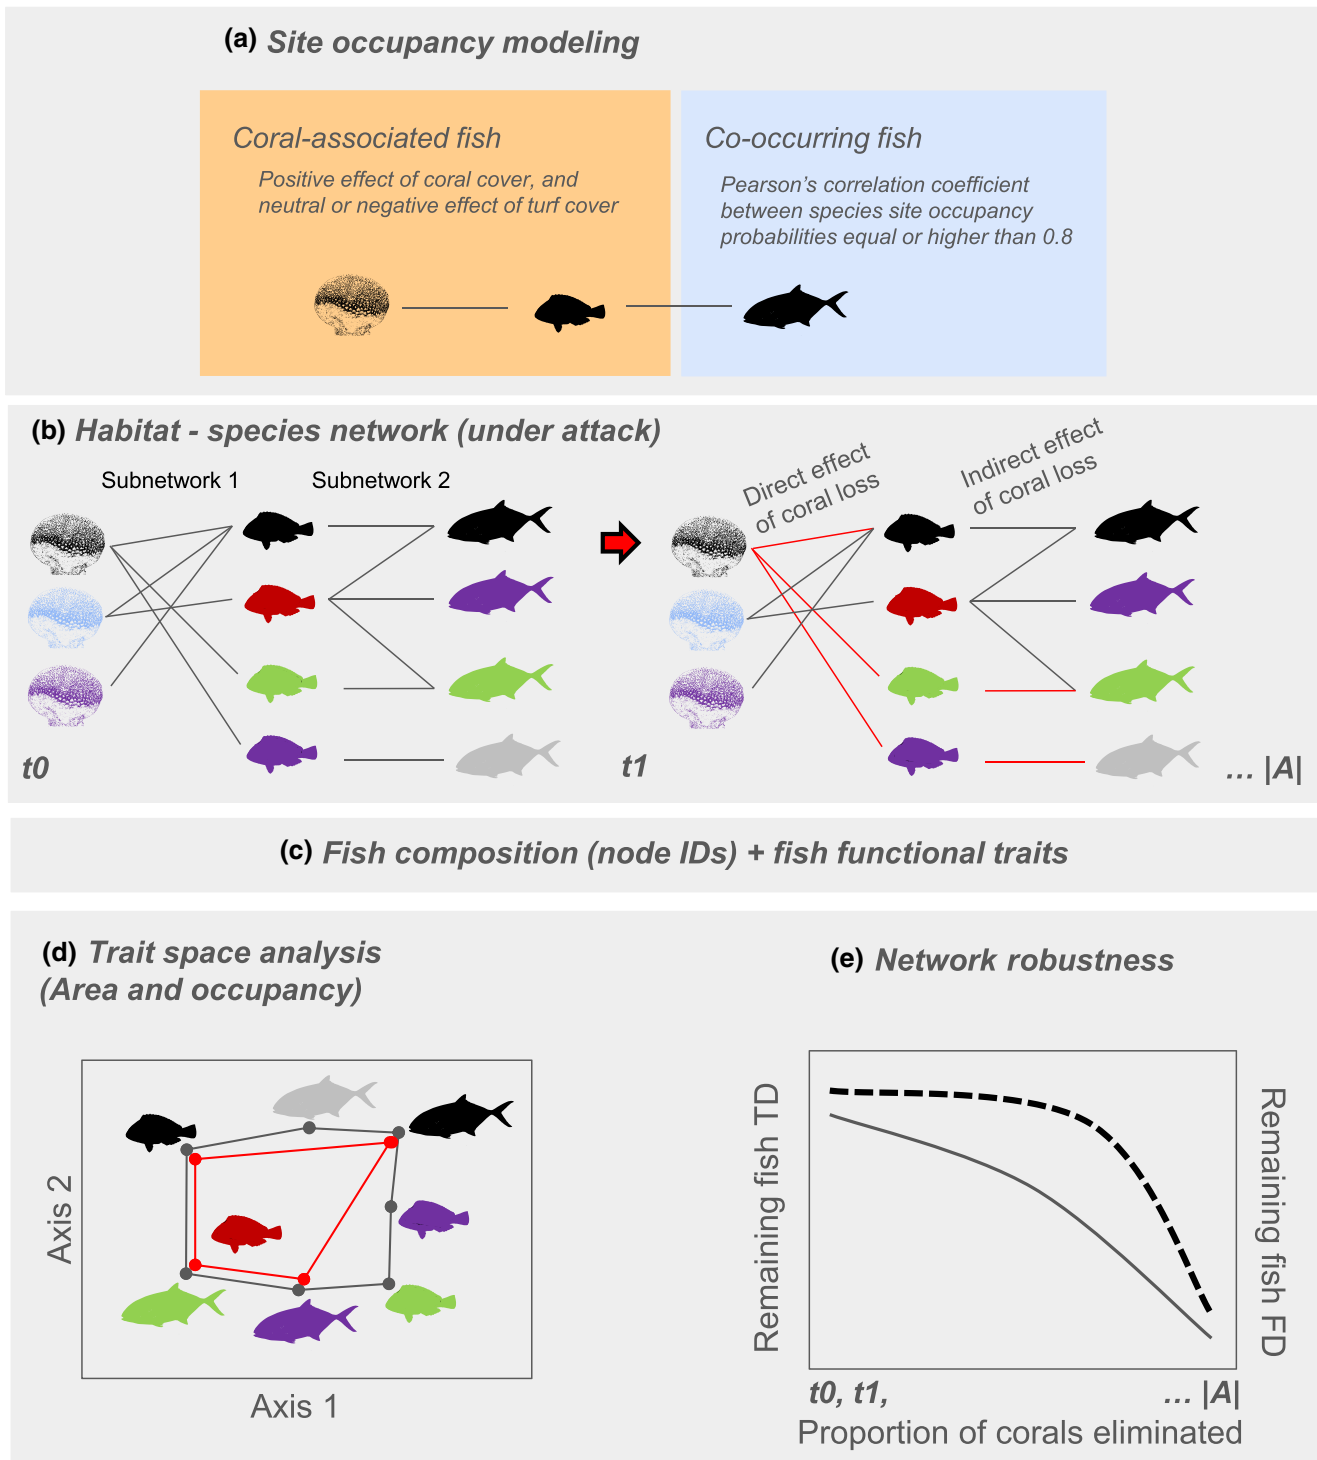 (a) Site occupancy modeling
Coral-associated fish
Positive effect of coral cover, and
neutral or negative effect of turf cover
Co-occurring fish
Pearson's correlation coefficient
between species site occupancy
probabilities equal or higher than 0.8
(b) Habitat - species network (under attack)
Subnetwork 1
Subnetwork 2
Direct effect
of coral loss
Indirect effect
of coral loss
t0
t1
... |A|
(c) Fish composition (node IDs) + fish functional traits
(d) Trait space analysis
(Area and occupancy)
Axis 2
Axis 1
(e) Network robustness
Remaining fish TD
Remaining fish FD
t0, t1,
... |A|
Proportion of corals eliminated